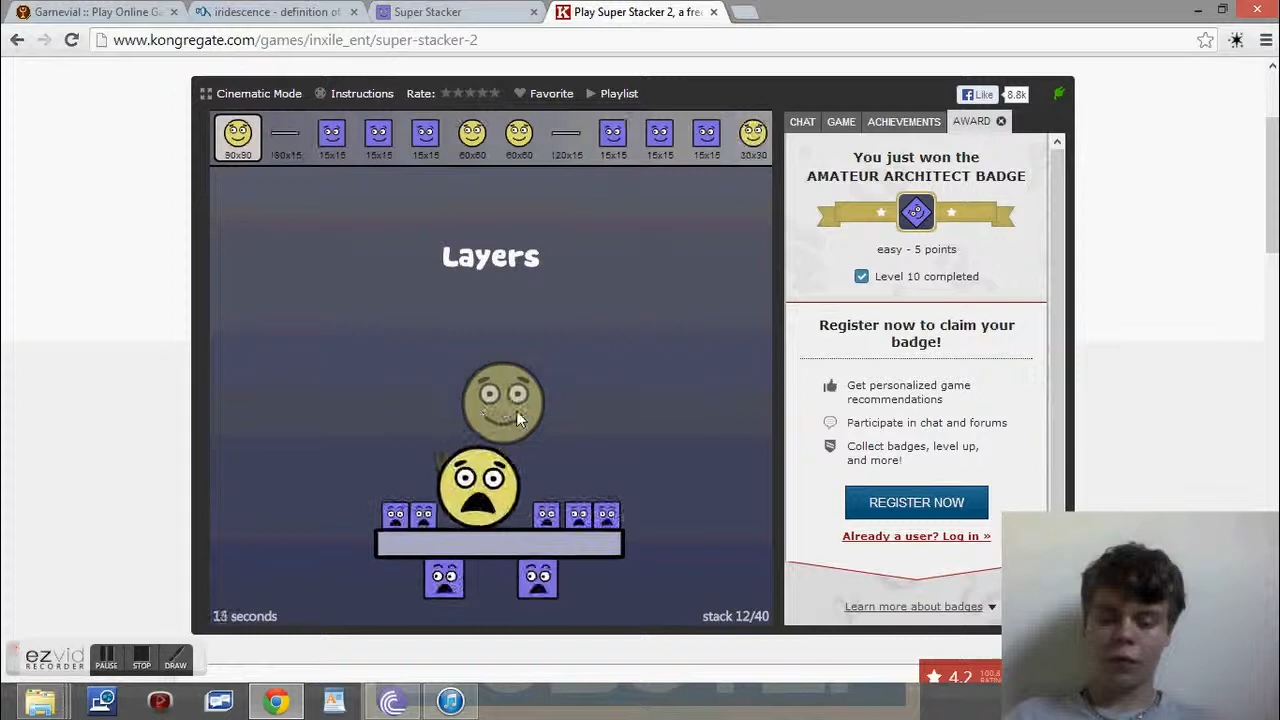 Garnevial :: Play Online G
iridescence - definition of
Super Stacker
Play Super Stacker 2, a free
www.kongregate.com/games/inxile_ent/super-stacker-2
Cinematic Mode Instructions Rate: Favorite Playlist
Like 8.8k
CHAT GAME ACHIEVEMENTS AWARD
90x90 180x15 15x15 15x15 15x15 60x60 60x60 120x15 15x15 15x15 15x15 30x30
You just won the
AMATEUR ARCHITECT BADGE
easy - 5 points
Level 10 completed
Layers
Register now to claim your
badge!
Get personalized game
recommendations
Participate in chat and forums
Collect badges, level up,
and more!
REGISTER NOW
Already a user? Log in »
Learn more about badges
seconds
stack 12/40
ezvid
RECORDER
PAUSE STOP DRAW
4.2